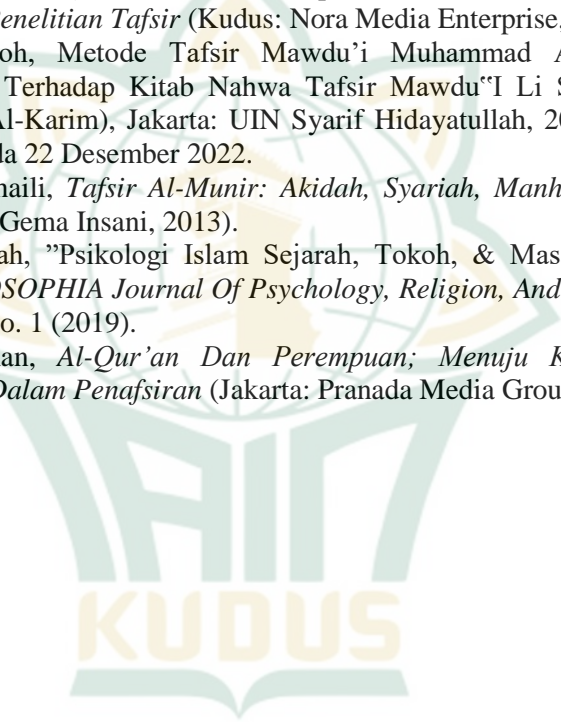 Penelitian Tafsir (Kudus: Nora Media Enterprise,
oh, Metode Tafsir Mawdu'i Muhammad A
Terhadap Kitab Nahwa Tafsir Mawdu“I Li S
Al-Karim), Jakarta: UIN Syarif Hidayatullah, 20
da 22 Desember 2022.
haili, Tafsir Al-Munir: Akidah, Syariah, Manh
Gema Insani, 2013).
ah, ”Psikologi Islam Sejarah, Tokoh, & Mas
OSOPHIA Journal Of Psychology, Religion, And
o. 1 (2019).
an, Al-Qur’an Dan Perempuan; Menuju K
Dalam Penafsiran (Jakarta: Pranada Media Grou
IAIN
KUDUS